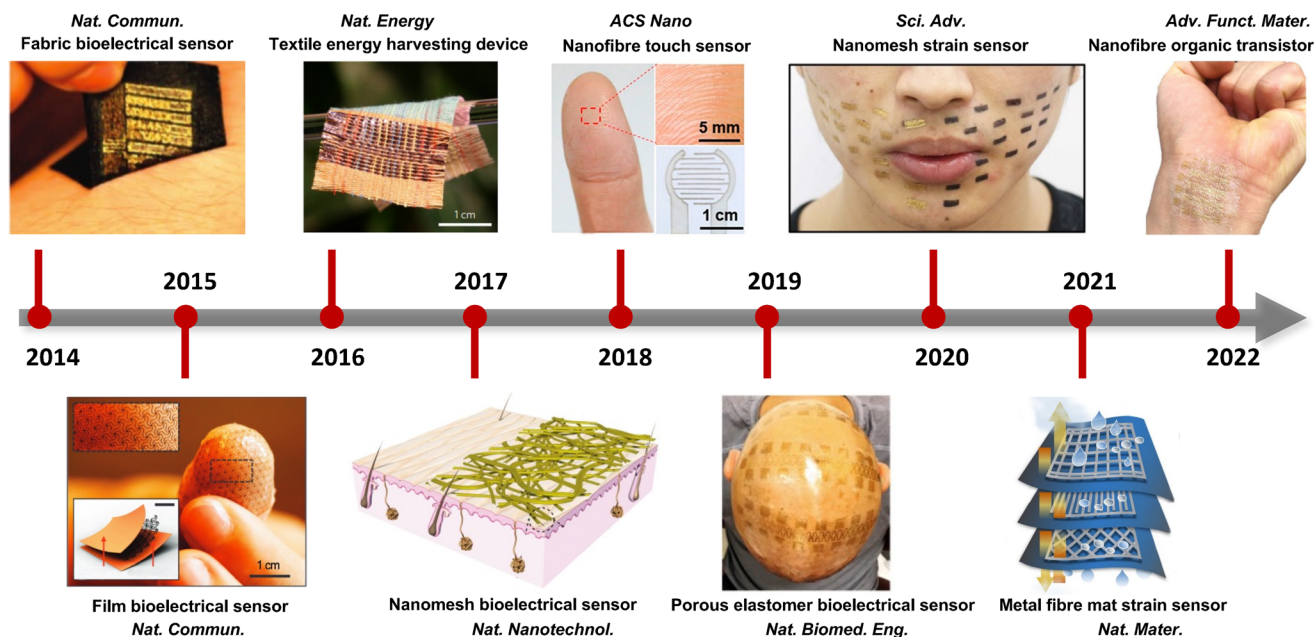 Nat. Commun.
Fabric bioelectrical sensor
Nat. Energy
Textile energy harvesting device
ACS Nano
Nanofibre touch sensor
Sci. Adv.
Nanomesh strain sensor
Adv. Funct. Mater.
Nanofibre organic transistor
1 cm
5 mm
1 cm
2015
2017
2019
2021
2014
2016
2018
2020
2022
1 cm
Film bioelectrical sensor
Nat. Commun.
Nanomesh bioelectrical sensor
Nat. Nanotechnol.
Porous elastomer bioelectrical sensor
Nat. Biomed. Eng.
Metal fibre mat strain sensor
Nat. Mater.